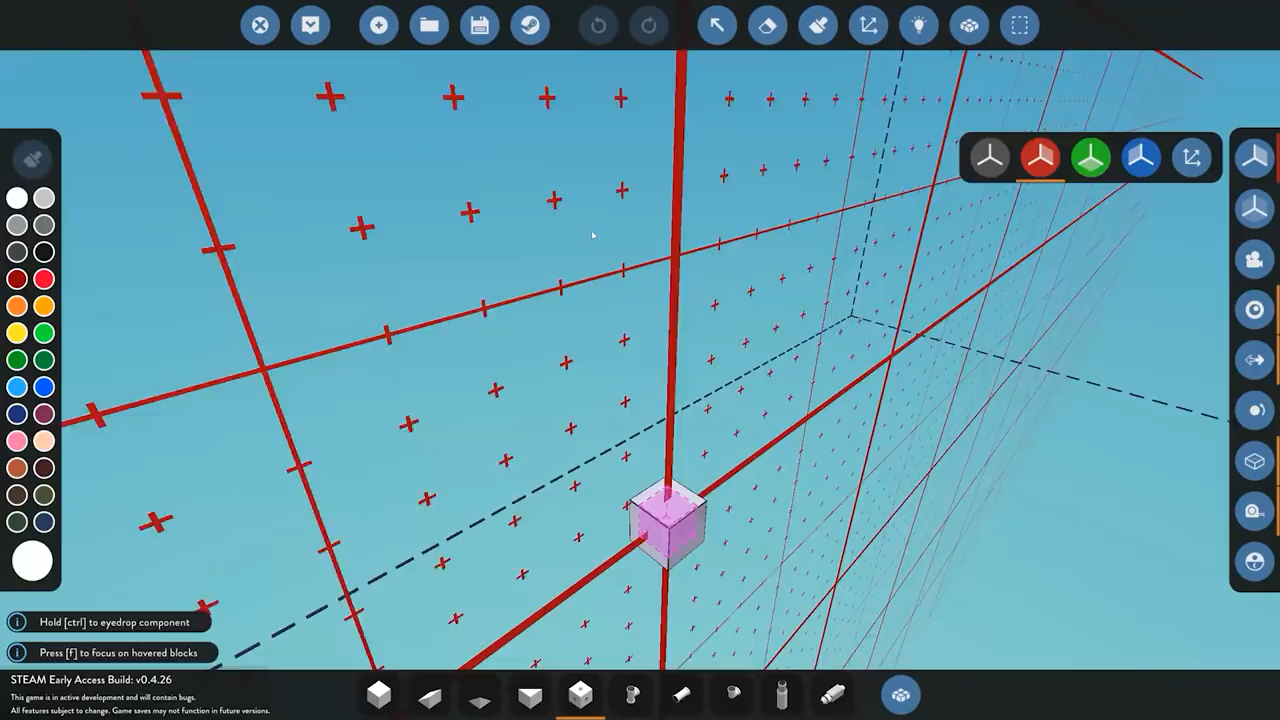 Hold [ctrl] to eyedrop component
Press [f] to focus on hovered blocks
STEAM Early Access Build: v0.4.26
This game is in active development and will contain bugs.
All features subject to change. Game saves may not function in future versions.